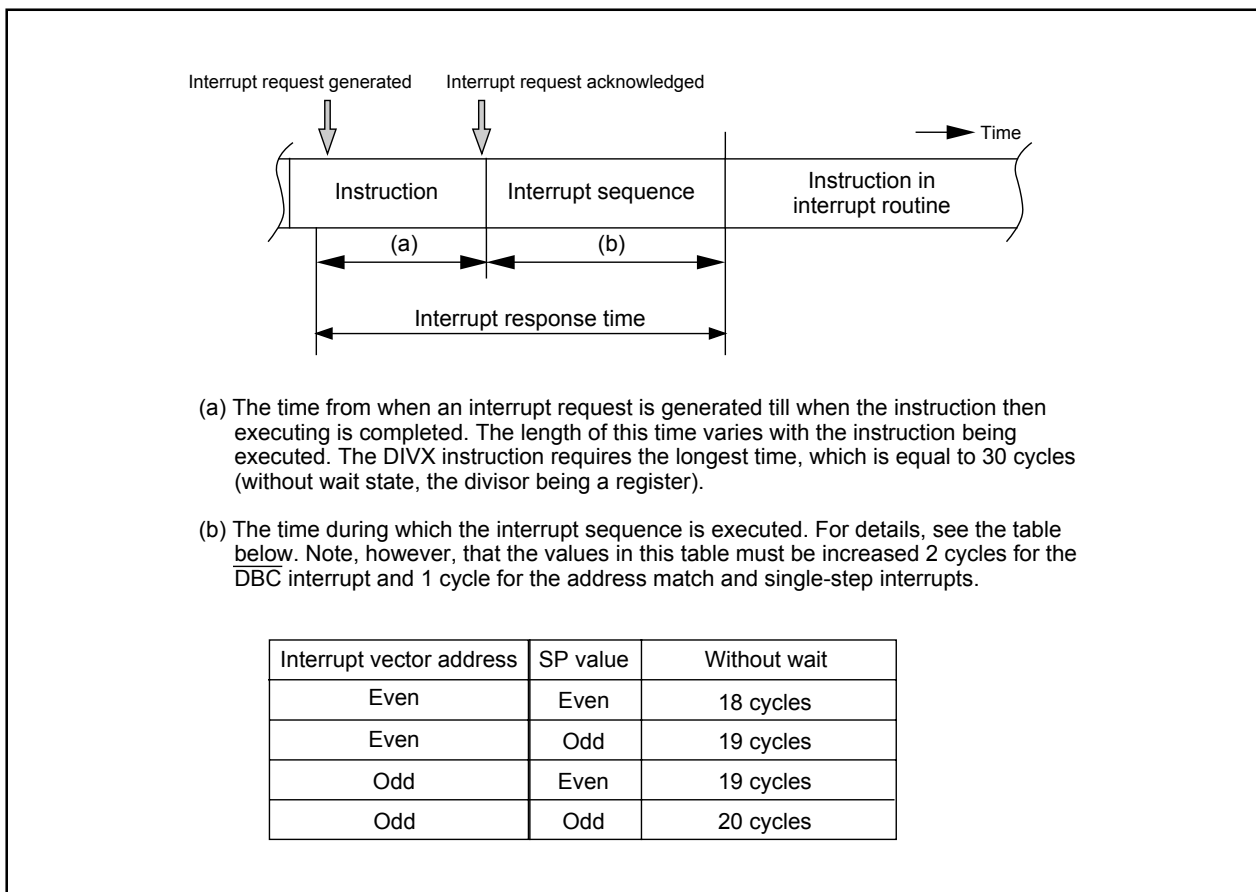 Interrupt request generated
Interrupt request acknowledged
Time
Instruction
Interrupt sequence
Instruction in
interrupt routine
(a)
(b)
Interrupt response time
(a) The time from when an interrupt request is generated till when the instruction then
executing is completed. The length of this time varies with the instruction being
executed. The DIVX instruction requires the longest time, which is equal to 30 cycles
(without wait state, the divisor being a register).
(b) The time during which the interrupt sequence is executed. For details, see the table
below. Note, however, that the values in this table must be increased 2 cycles for the
DBC interrupt and 1 cycle for the address match and single-step interrupts.
Interrupt vector address SP value Without wait
Even Even 18 cycles
Even Odd 19 cycles
Odd Even 19 cycles
Odd Odd 20 cycles